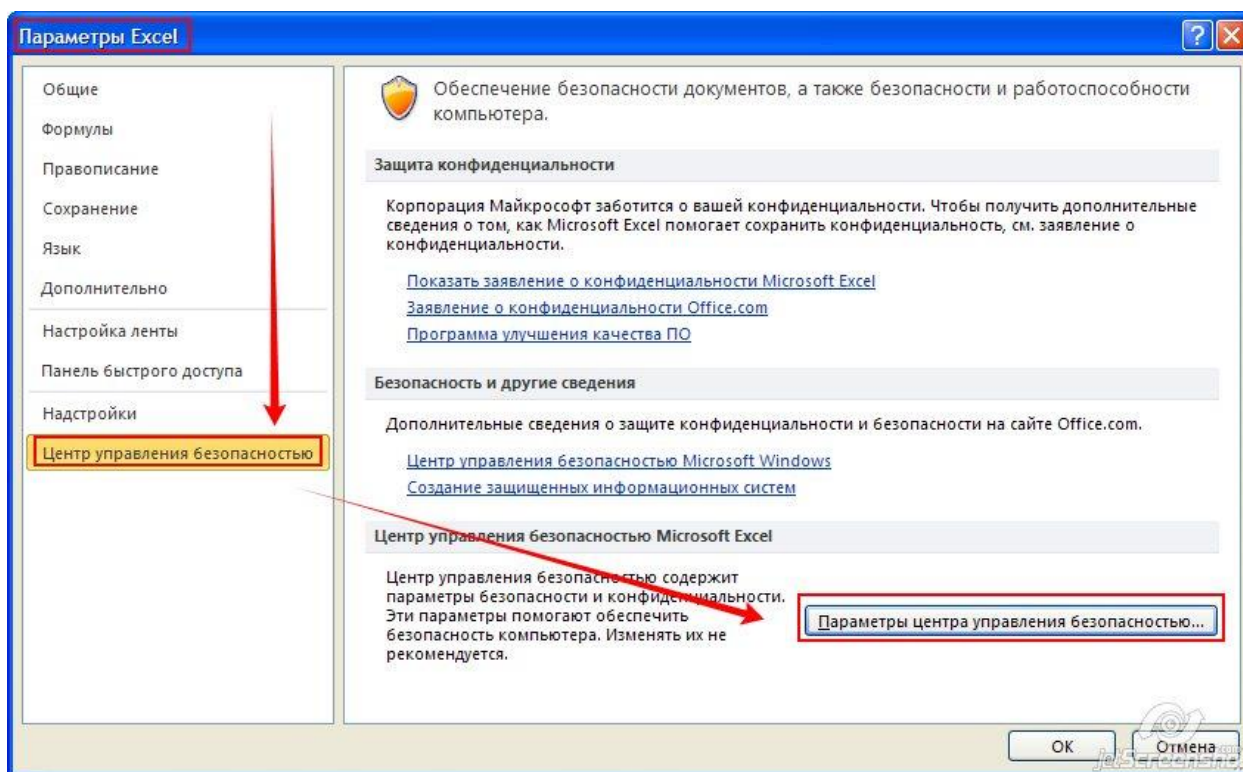 Параметры Excel
Общие
Формулы
Правописание
Сохранение
Язык
Дополнительно
Настройка ленты
Панель быстрого доступа
Надстройки
Центр управления безопасностью
Обеспечение безопасности документов, а также безопасности и работоспособности
компьютера.
Защита конфиденциальности
Корпорация Майкрософт заботится о вашей конфиденциальности. Чтобы получить дополнительные
сведения о том, как Microsoft Excel помогает сохранить конфиденциальность, см. заявление о
конфиденциальности.
Показать заявление о конфиденциальности Microsoft Excel
Заявление о конфиденциальности Office.com
Программа улучшения качества ПО
Безопасность и другие сведения
Дополнительные сведения о защите конфиденциальности и безопасности на сайте Office.com.
Центр управления безопасностью Microsoft Windows
Создание защищенных информационных систем
Центр управления безопасностью Microsoft Excel
Центр управления безопасностью содержит
параметры безопасности и конфиденциальности.
Эти параметры помогают обеспечить
безопасность компьютера. Изменять их не
рекомендуется.
Параметры центра управления безопасностью...
ОК
Отмена